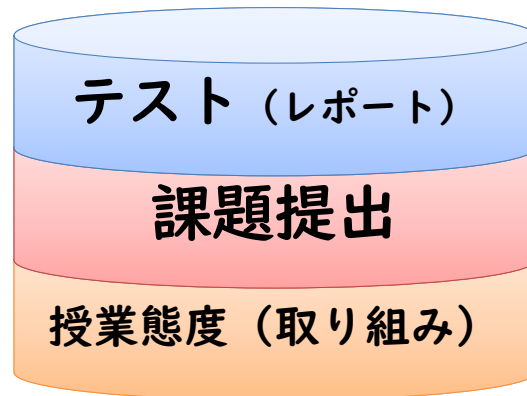 テスト（レポート）
課題提出
授業態度（取り組み）